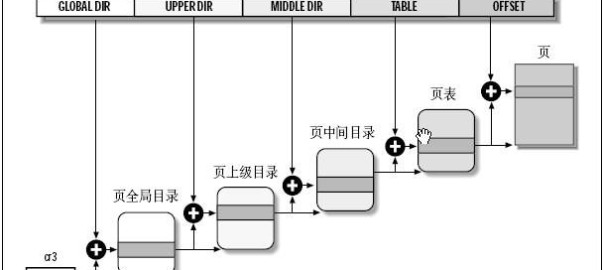 GLOBAL DIR
UPPER DIR
MIDDLE DIR
TABLE
OFFSET
页
页表
页中间目录
页上级目录
页全局目录
α3